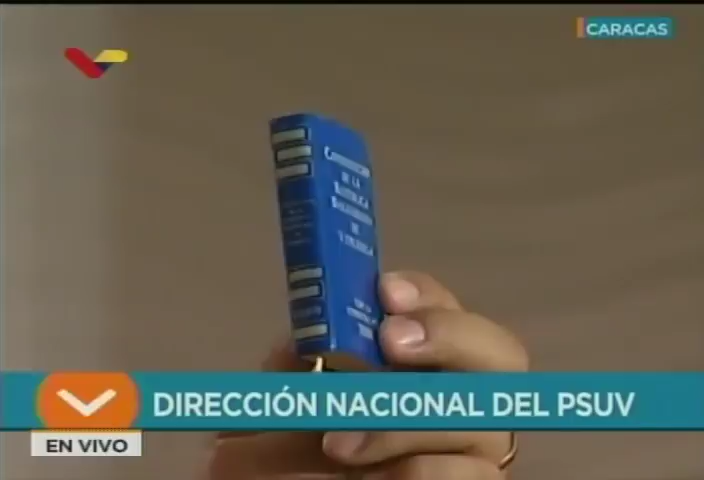 CARACAS
CONSTITUCIÓN
DE LA
REPÚBLICA
BOLIVARIANA
DE
VENEZUELA
DIRECCIÓN NACIONAL DEL PSUV
EN VIVO